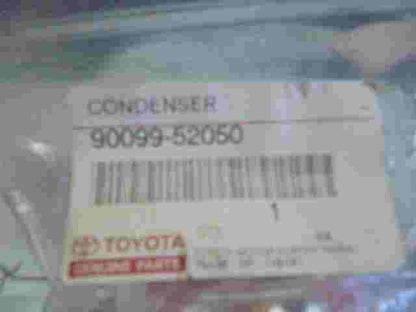 CONDENSER
90099-52050
1
TOYOTA
GENUINE PARTS